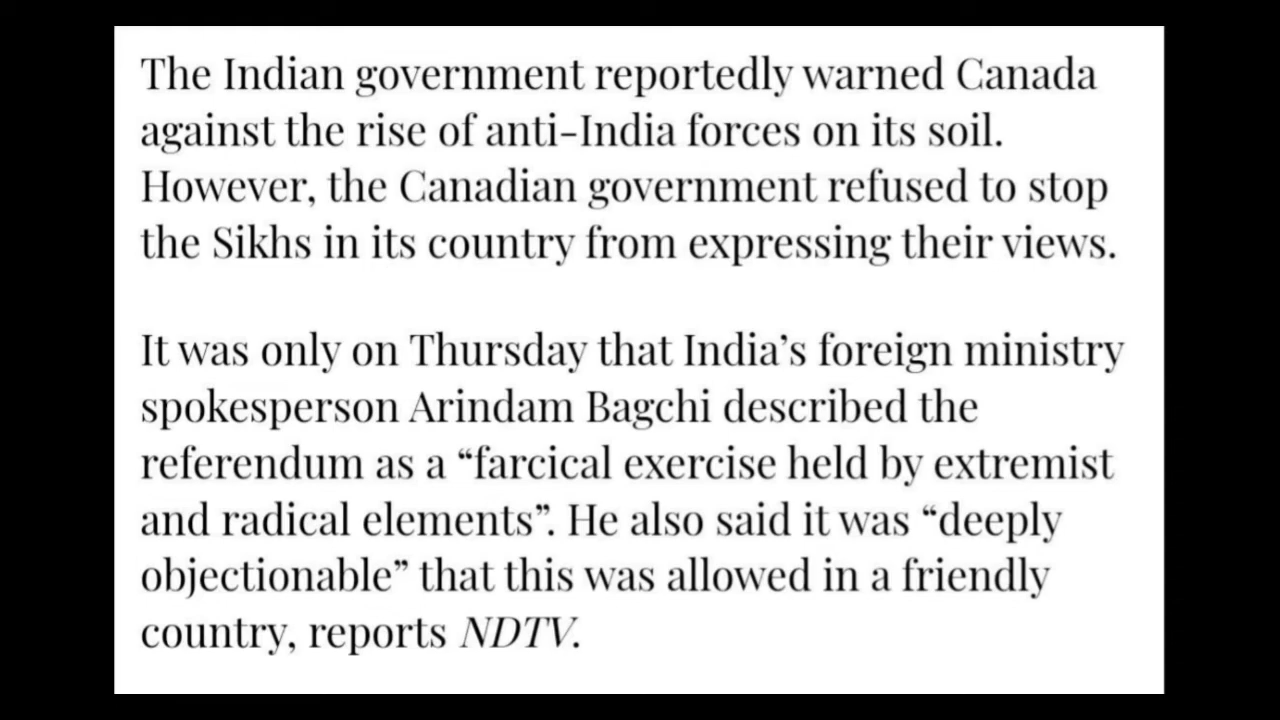 The Indian government reportedly warned Canada
against the rise of anti-India forces on its soil.
However, the Canadian government refused to stop
the Sikhs in its country from expressing their views.
It was only on Thursday that India’s foreign ministry
spokesperson Arindam Bagchi described the
referendum as a “farcical exercise held by extremist
and radical elements”. He also said it was “deeply
objectionable” that this was allowed in a friendly
country, reports NDTV.